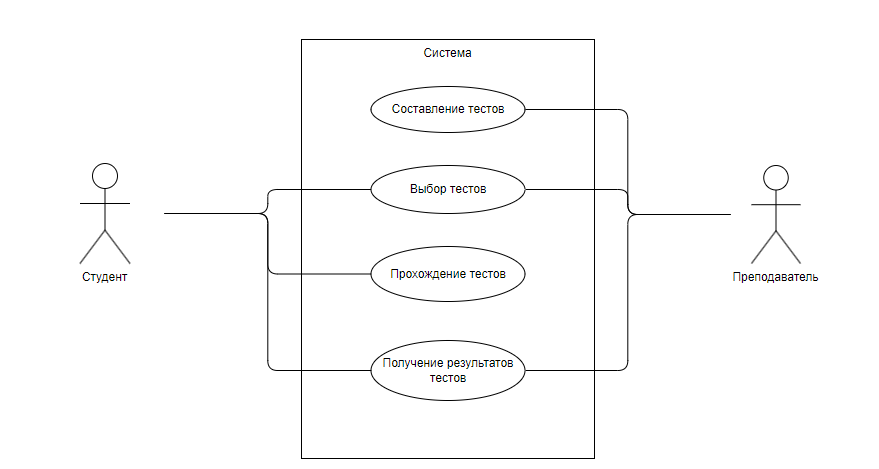 Система
Составление тестов
Выбор тестов
Прохождение тестов
Студент
Преподаватель
Получение результатов
тестов